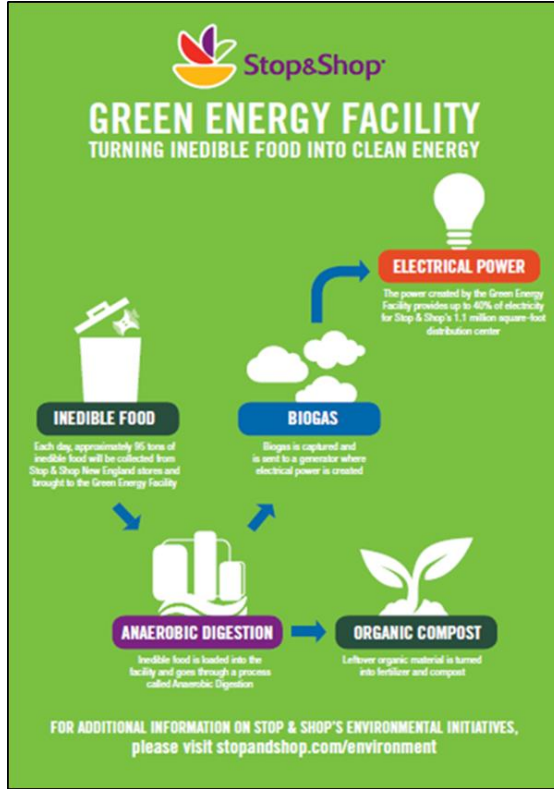 Stop&Shop
GREEN ENERGY FACILITY
TURNING INEDIBLE FOOD INTO CLEAN ENERGY
ELECTRICAL POWER
The power created by the Green Energy
Facility provides up to 40% of electricity
for Stop & Shop's 1.1 million square-foot
distribution center
INEDIBLE FOOD
Each day, approximately 95 tons of
inedible food will be collected from
Stop & Shop New England stores and
brought to the Green Energy Facility
BIOGAS
Biogas is captured and
is sent to a generator where
electrical power is created
ANAEROBIC DIGESTION
Inedible food is loaded into the
facility and goes through a process
called Anaerobic Digestion
ORGANIC COMPOST
Leftover organic material is turned
into fertilizer and compost
FOR ADDITIONAL INFORMATION ON STOP & SHOP'S ENVIRONMENTAL INITIATIVES,
please visit stopandshop.com/environment